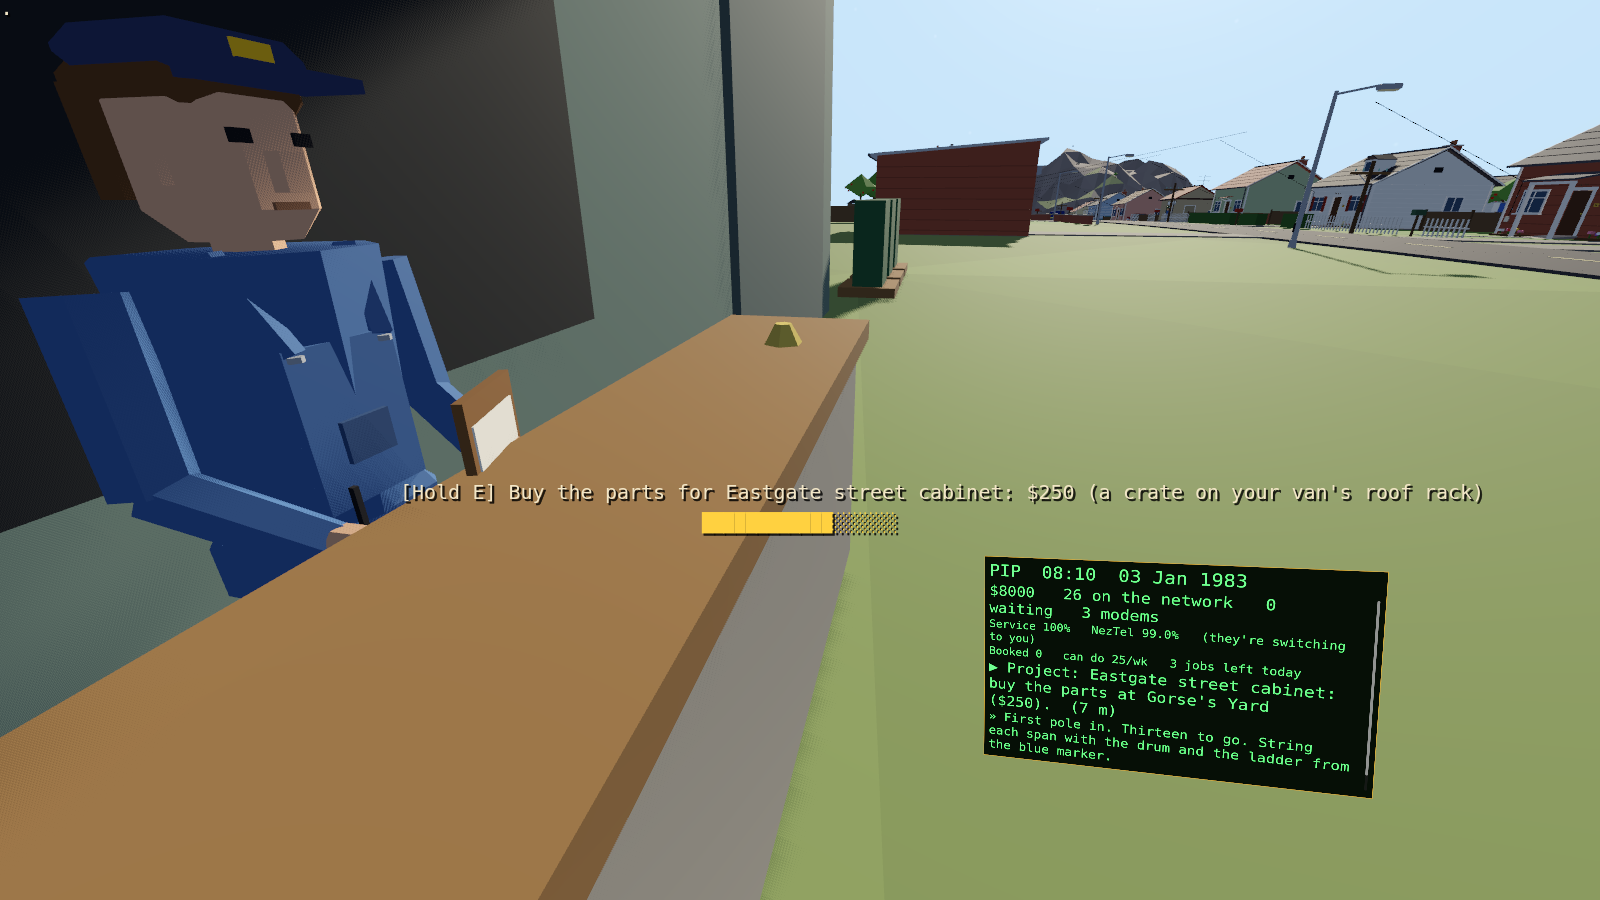 [Hold E] Buy the parts for Eastgate street cabinet: $250 (a crate on your van's roof rack)
PIP 08:10 03 Jan 1983
$8000 26 on the network 0
waiting 3 modems
Service 100% NezTel 99.0% (they're switching
to you)
Booked 0 can do 25/wk 3 jobs left today
▶ Project: Eastgate street cabinet:
buy the parts at Gorse's Yard
($250). (7 m)
» First pole in. Thirteen to go. String
each span with the drum and the ladder from
the blue marker.